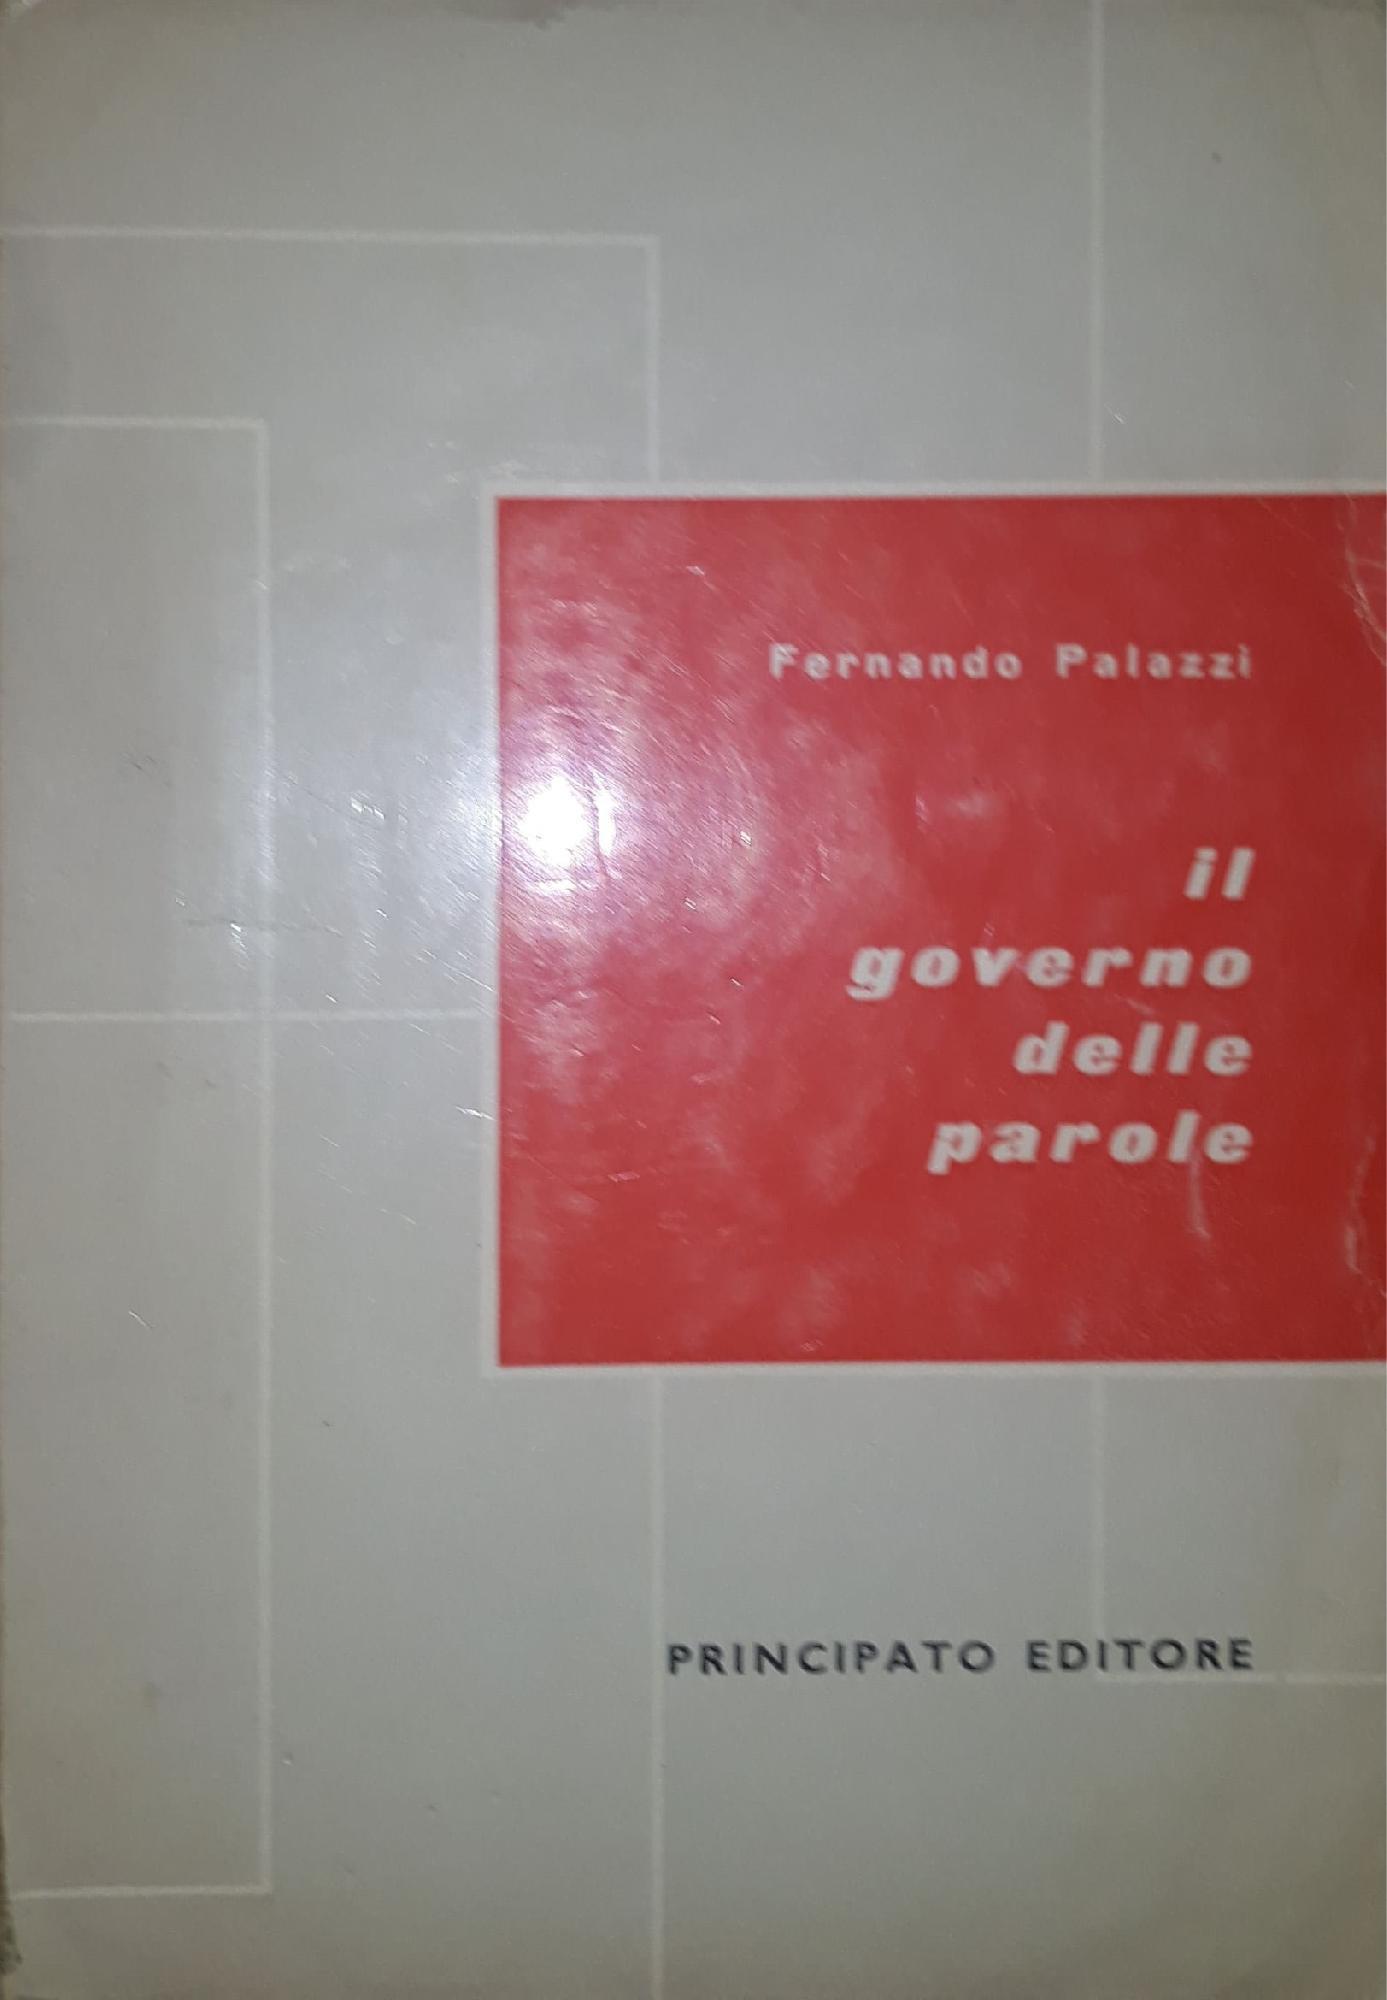 Fernando Palazzi
il
governo
delle
parole
PRINCIPATO EDITORE